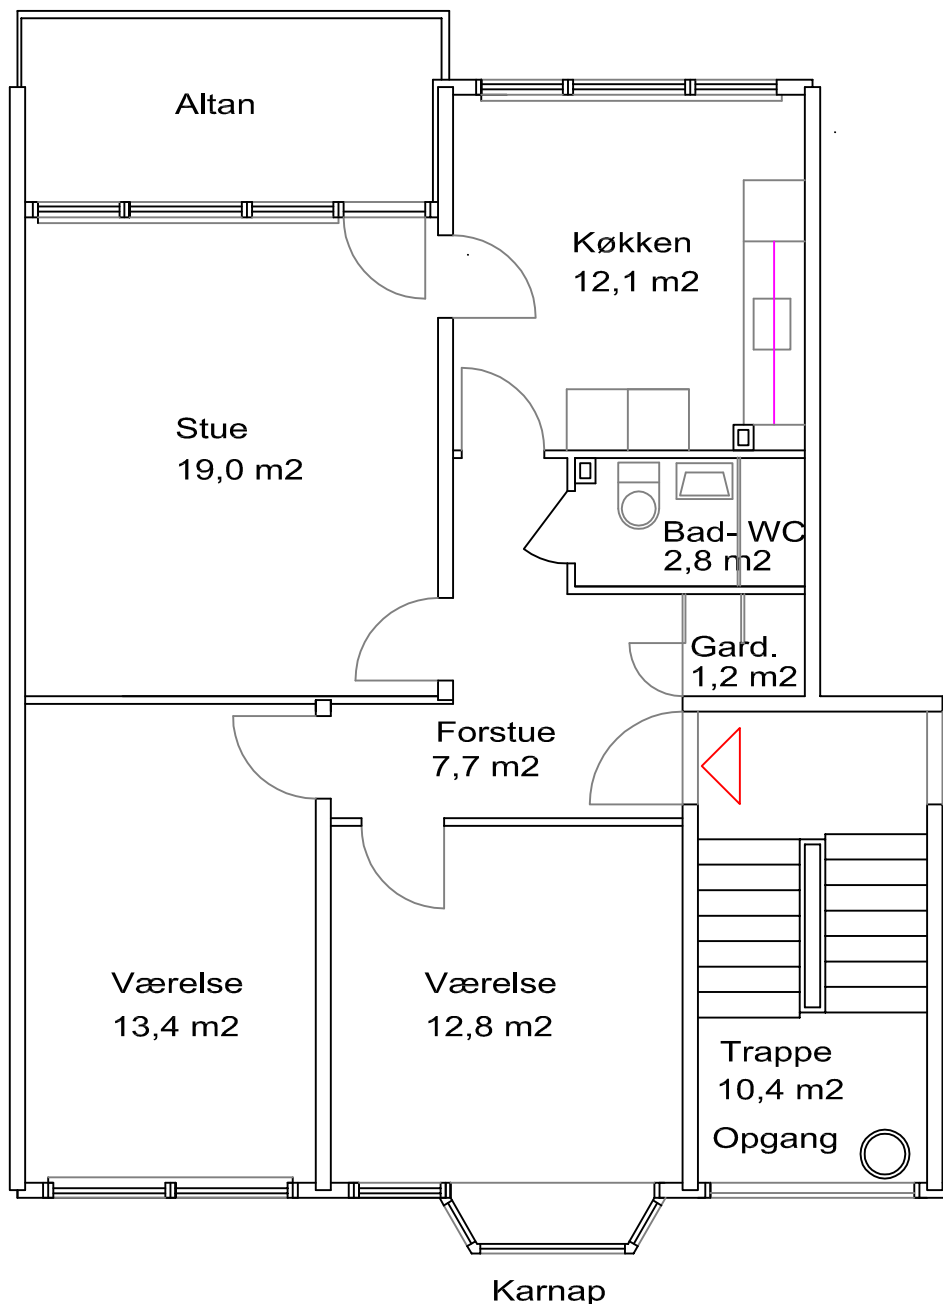 Altan
Køkken
12,1 m2
Stue
19,0 m2
Bad- WC
2,8 m2
Gard.
1,2 m2
Forstue
7,7 m2
Værelse
13,4 m2
Værelse
12,8 m2
Trappe
10,4 m2
Opgang
Karnap